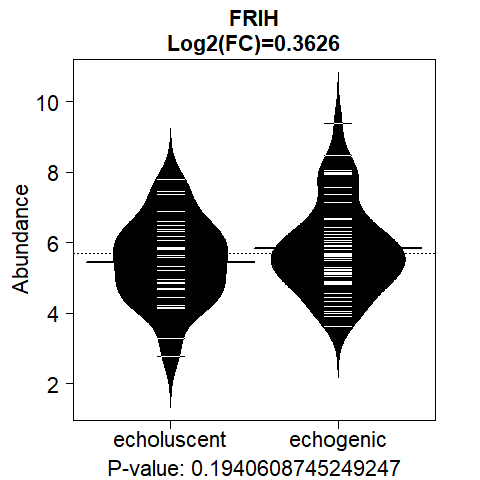 FRIH
Log2(FC)=0.3626
Abundance
10
8
6
4
2
echoluscent echogenic
P-value: 0.1940608745249247